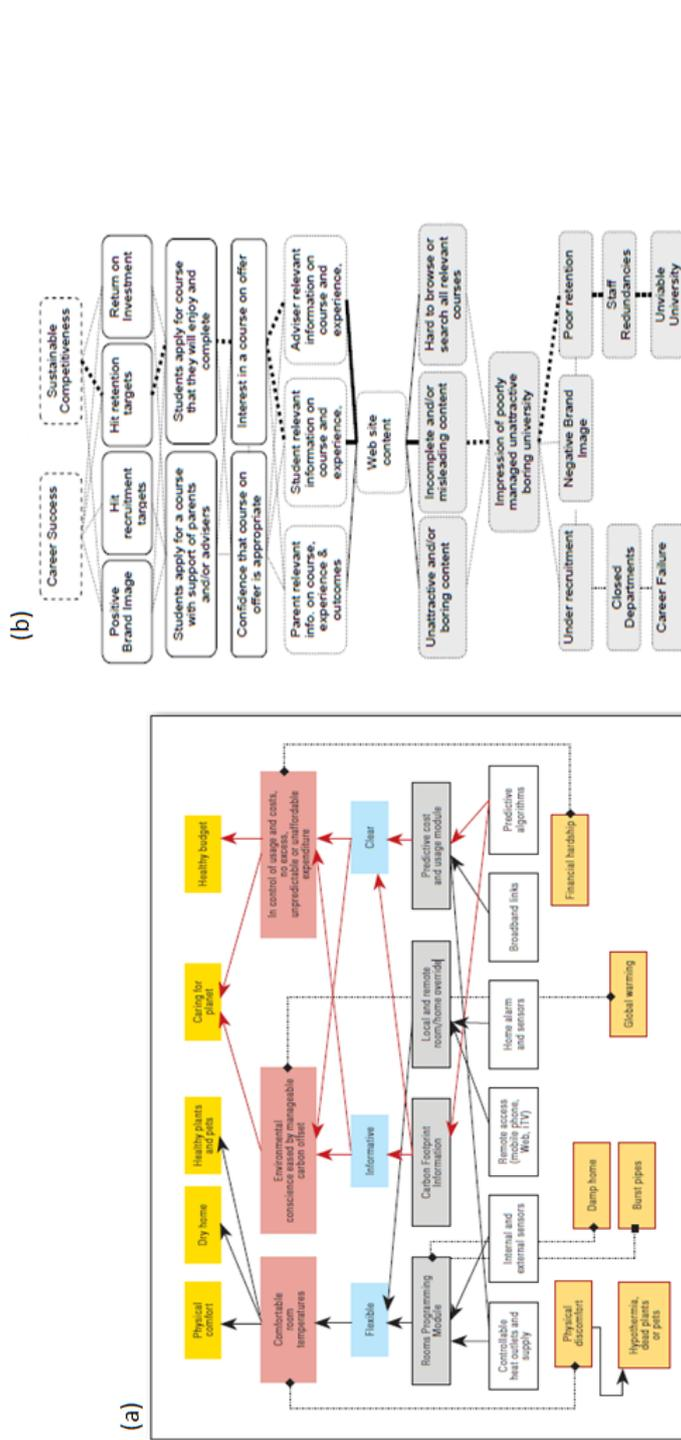 (a)
Physical
comfort
Dry home
Healthy plants
and pets
Caring for
planet
Healthy budget
Comfortable
room
temperatures
Environmental
conscience eased by manageable
carbon offset
In control of usage and costs,
no excess,
unpredictable or unaffordable
expenditure
Flexible
Informative
Clear
Rooms Programming
Module
Carbon Footprint
Information
Local and remote
room/home override
Predictive cost
and usage module
Controllable
heat outlets and
supply
Internal and
external sensors
Remote access
(mobile phone,
Web, iTV)
Home alarm
and sensors
Broadband links
Predictive
algorithms
Physical
discomfort
Damp home
Financial hardship
Hypothermia,
dead plants
or pets
Burst pipes
Global warming
(b)
Career Success
Sustainable
Competitiveness
Positive
Brand Image
Hit
recruitment
targets
Hit retention
targets
Return on
Investment
Students apply for a course
with support of parents
and/or advisers
Students apply for course
that they will enjoy and
complete
Confidence that course on
offer is appropriate
Interest in a course on offer
Parent relevant
info. on course,
experience &
outcomes
Student relevant
information on
course and
experience.
Adviser relevant
information on
course and
experience.
Web site
content
Unattractive and/or
boring content
Incomplete and/or
misleading content
Hard to browse or
search all relevant
courses
Impression of poorly
managed unattractive
boring university
Under recruitment
Negative Brand
Image
Poor retention
Closed
Departments
Staff
Redundancies
Career Failure
Unviable
University